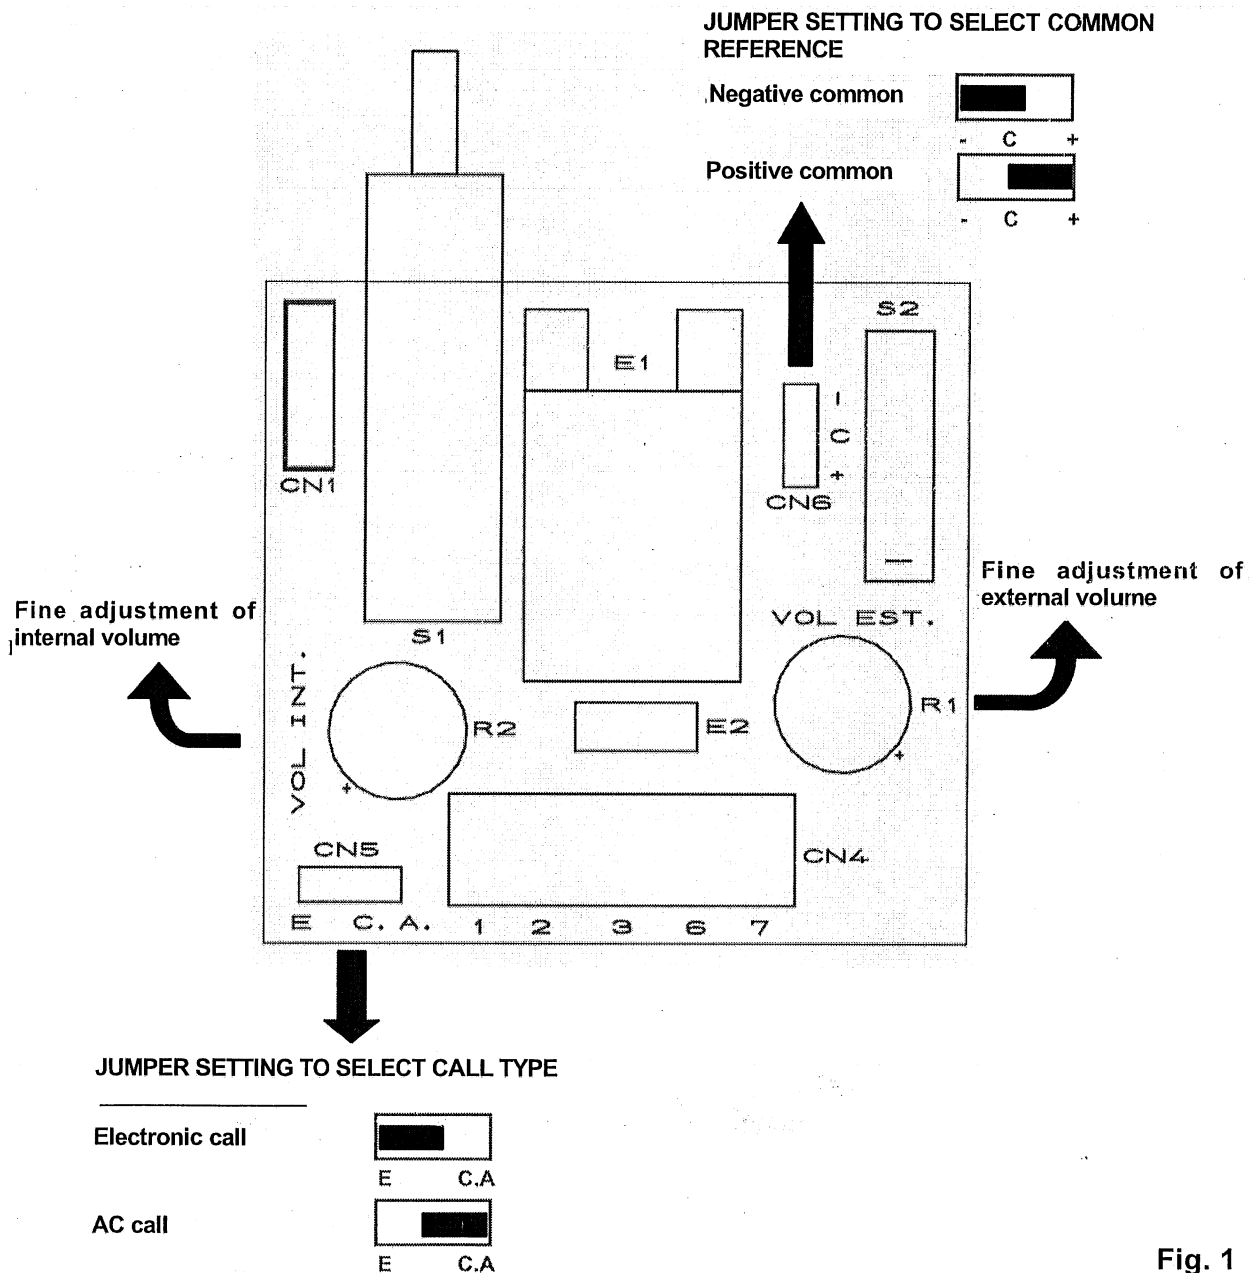 JUMPER SETTING TO SELECT COMMON
REFERENCE
Negative common
- C +
Positive common
- C +
S2
E1
-
C
+
CN1
CN6
Fine adjustment of
external volume
Fine adjustment of
internal volume
VOL EST.
S1
VOL INT.
R2
E2
R1
+
+
CN5
CN4
E C. A. 1 2 3 6 7
JUMPER SETTING TO SELECT CALL TYPE
Electronic call
E C.A
AC call
E C.A
Fig. 1